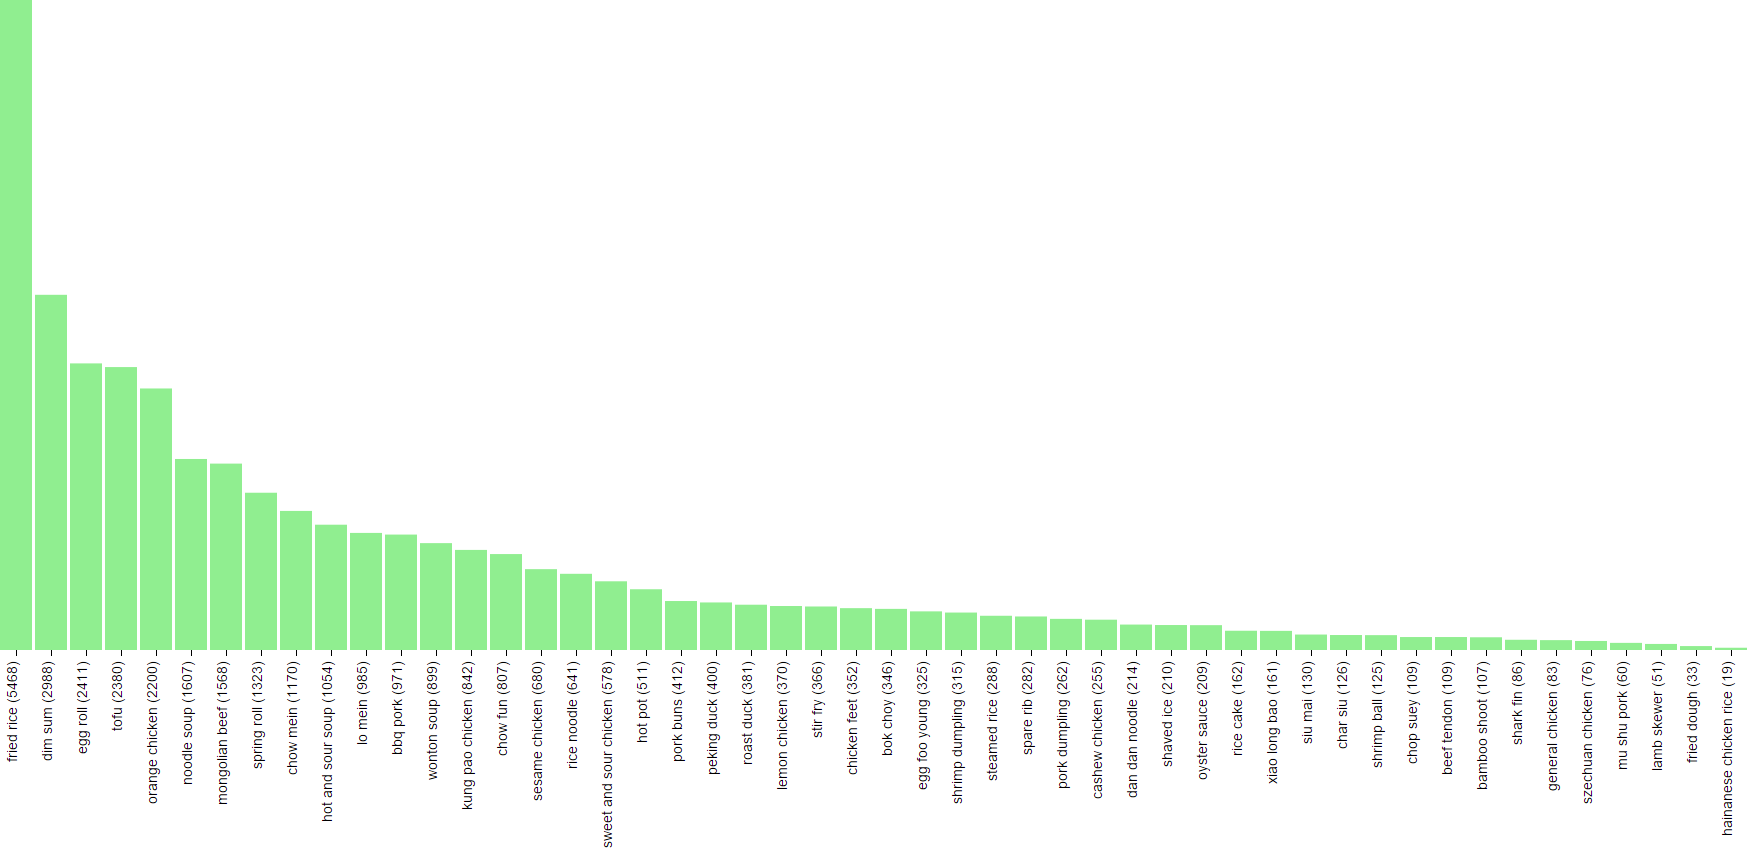 fried rice (5468)
dim sum (2988)
egg roll (2411)
tofu (2380)
orange chicken (2200)
noodle soup (1607)
mongolian beef (1568)
spring roll (1323)
chow mein (1170)
hot and sour soup (1054)
lo mein (985)
bbq pork (971)
wonton soup (899)
kung pao chicken (842)
chow fun (807)
sesame chicken (680)
rice noodle (641)
sweet and sour chicken (578)
hot pot (511)
pork buns (412)
peking duck (400)
roast duck (381)
lemon chicken (370)
stir fry (366)
chicken feet (352)
bok choy (346)
egg foo young (325)
shrimp dumpling (315)
steamed rice (288)
spare rib (282)
pork dumpling (262)
cashew chicken (255)
dan dan noodle (214)
shaved ice (210)
oyster sauce (209)
rice cake (162)
xiao long bao (161)
siu mai (130)
char siu (126)
shrimp ball (125)
chop suey (109)
beef tendon (109)
bamboo shoot (107)
shark fin (86)
general chicken (83)
szechuan chicken (76)
mu shu pork (60)
lamb skewer (51)
fried dough (33)
hainanese chicken rice (19)